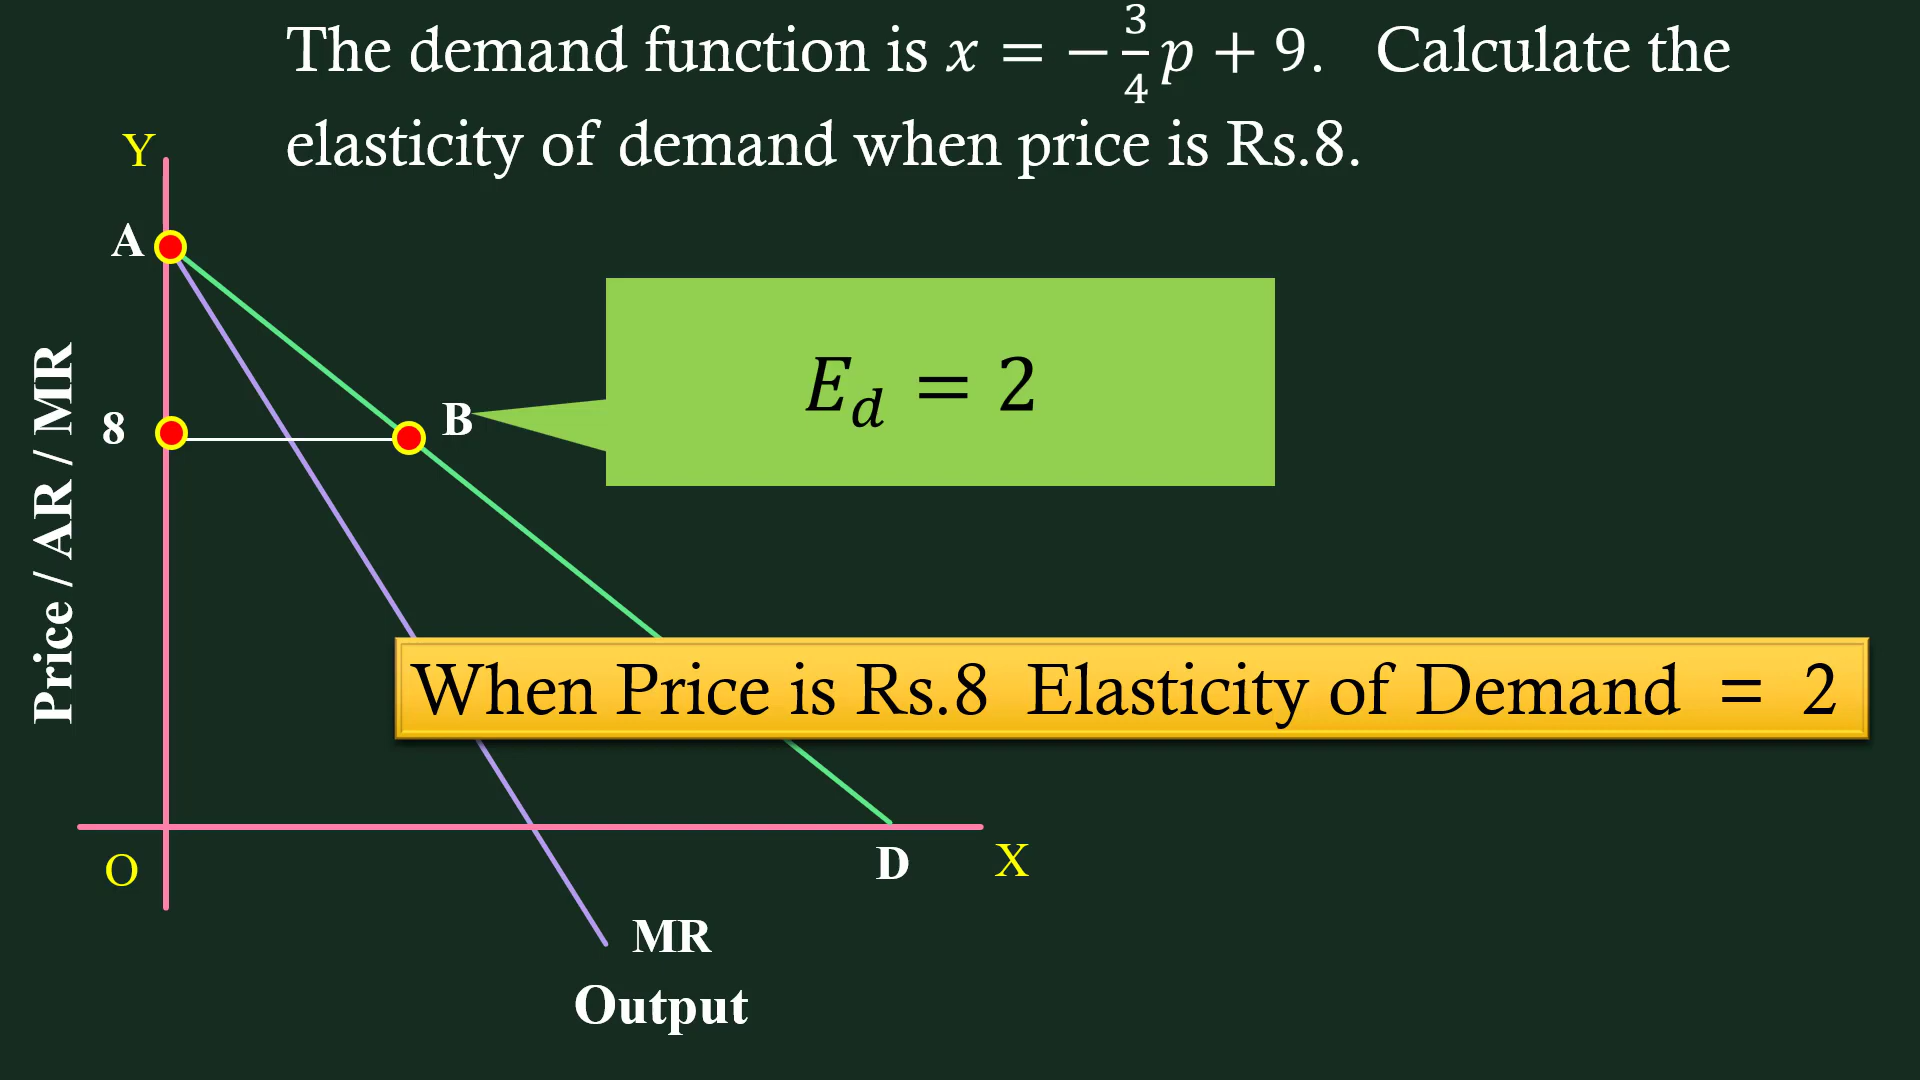 The demand function is x = −3/4 p + 9. Calculate the
elasticity of demand when price is Rs.8.
Y
A
E_d = 2
8
B
Price / AR / MR
When Price is Rs.8 Elasticity of Demand = 2
O
D
X
MR
Output